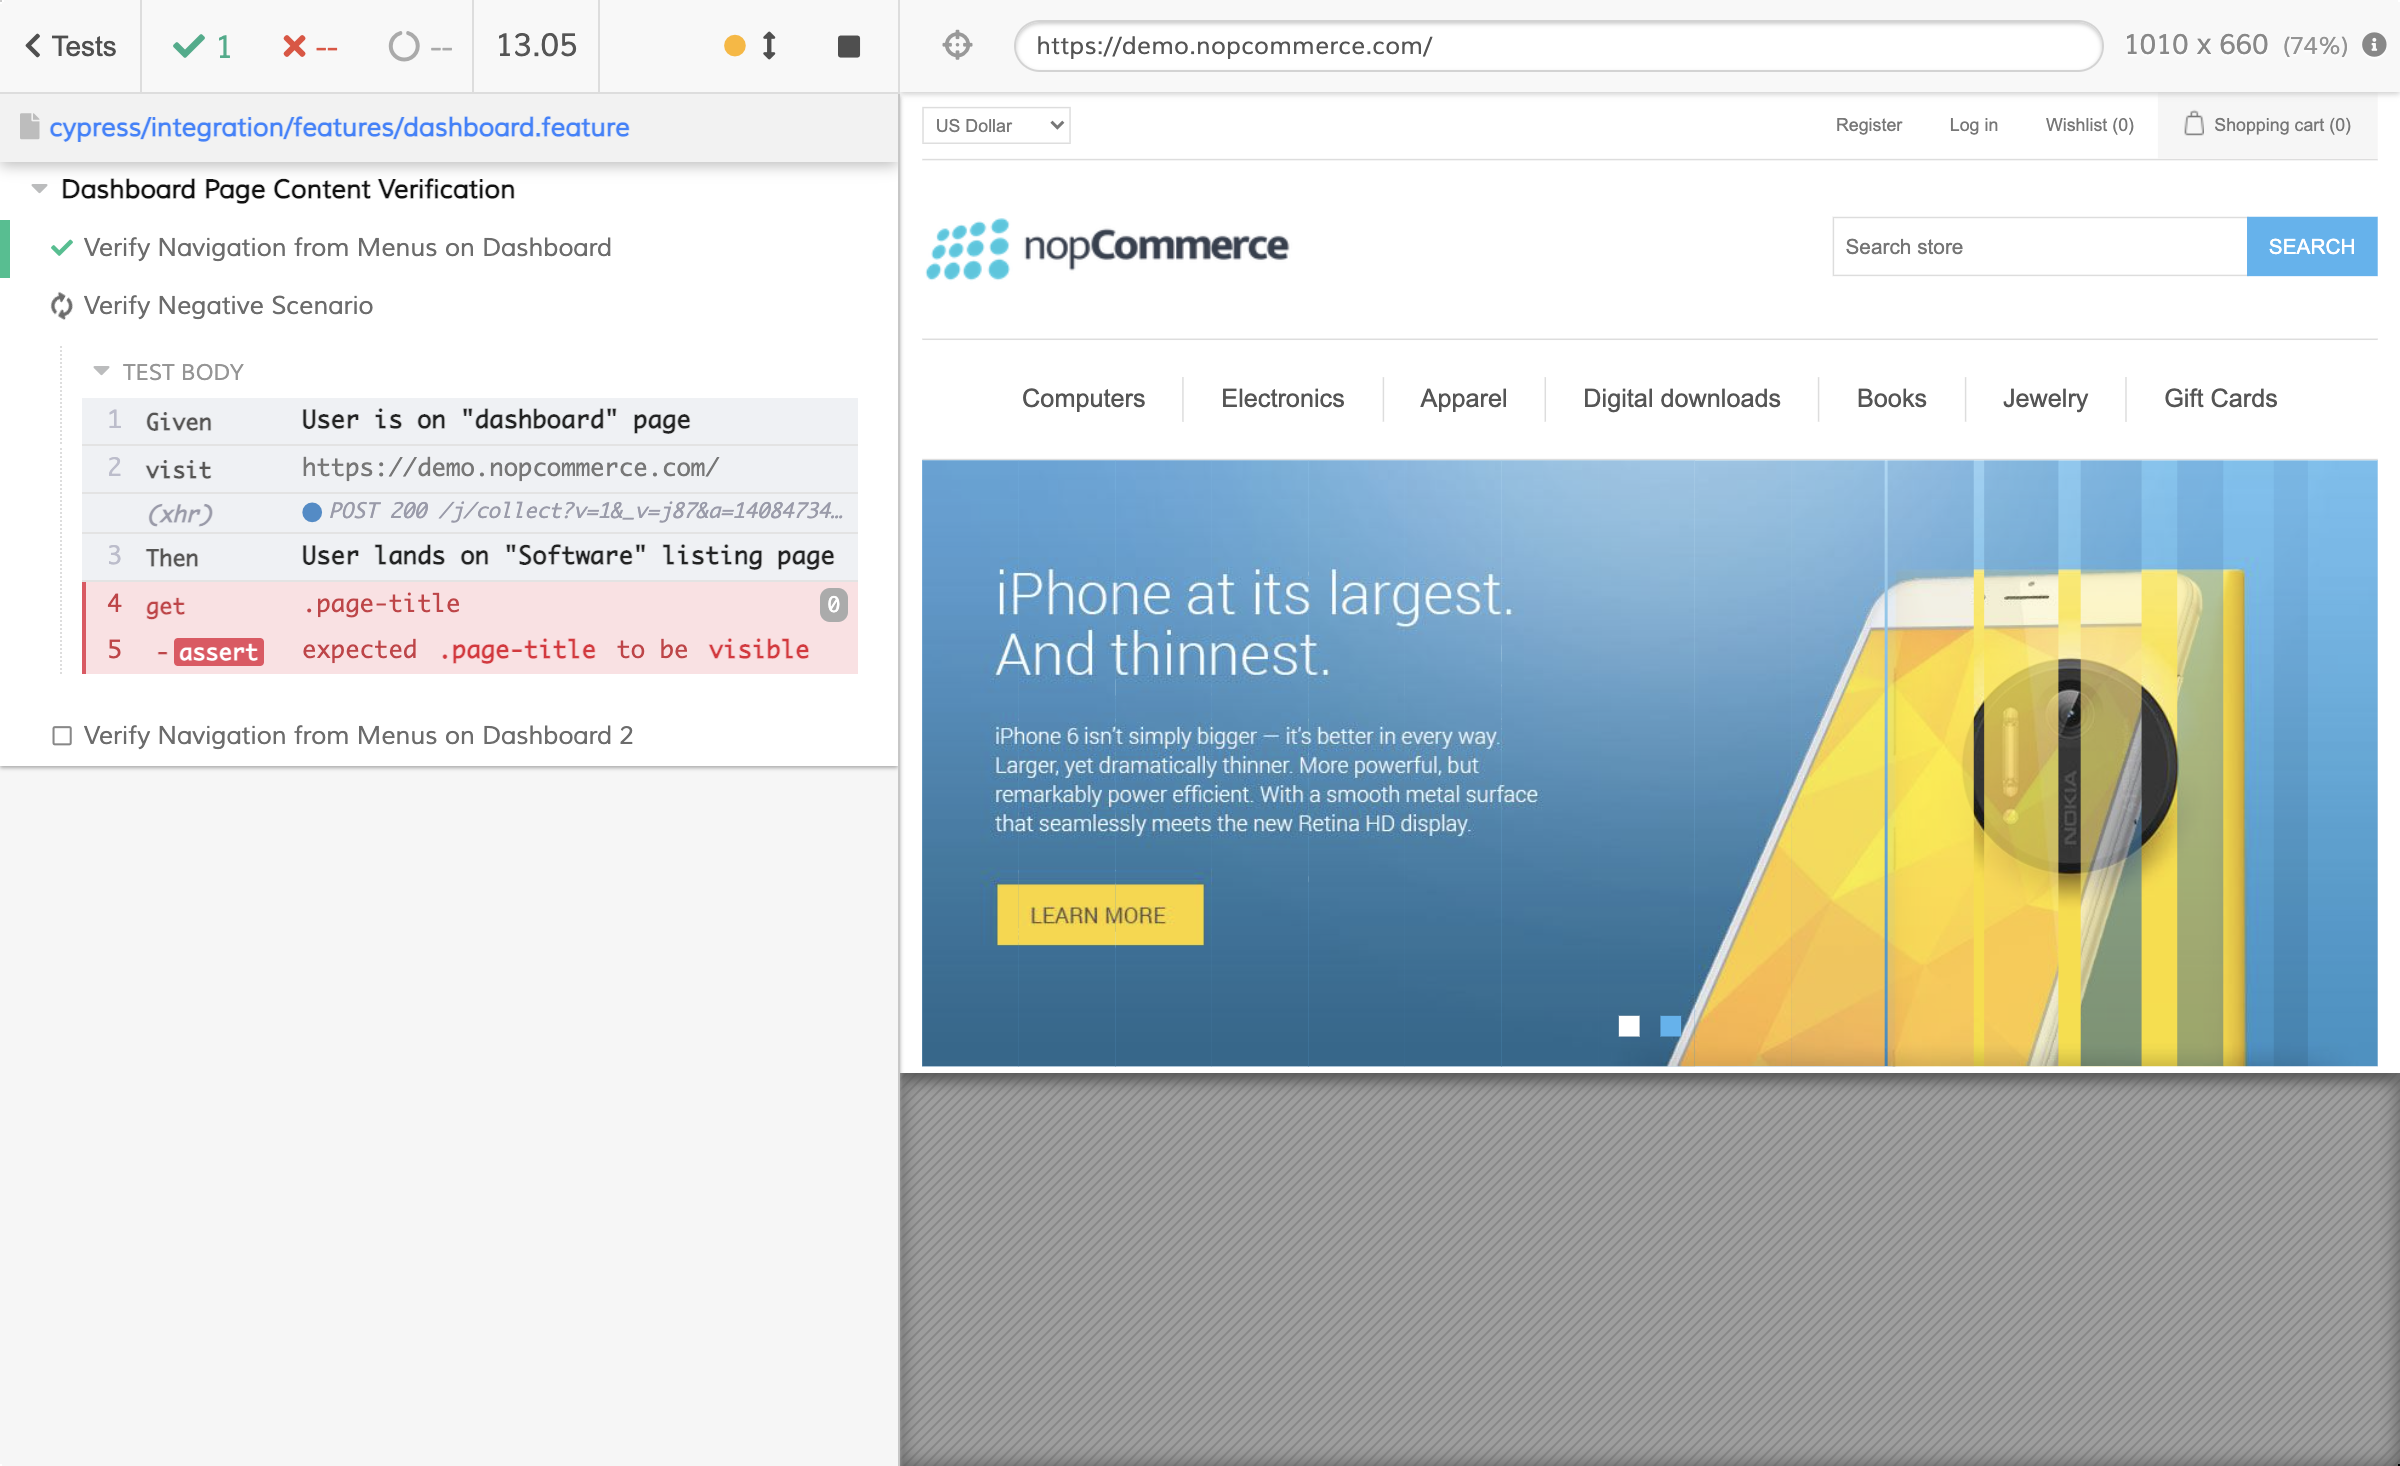 Tests
1
--
--
13.05
https://demo.nopcommerce.com/
1010 x 660 (74%)
cypress/integration/features/dashboard.feature
Dashboard Page Content Verification
Verify Navigation from Menus on Dashboard
Verify Negative Scenario
TEST BODY
1 Given User is on "dashboard" page
2 visit https://demo.nopcommerce.com/
(xhr) POST 200 /j/collect?v=1&_v=j87&a=14084734…
3 Then User lands on "Software" listing page
4 get .page-title 0
5 -assert expected .page-title to be visible
Verify Navigation from Menus on Dashboard 2
US Dollar
Register
Log in
Wishlist (0)
Shopping cart (0)
nopCommerce
Search store
SEARCH
Computers
Electronics
Apparel
Digital downloads
Books
Jewelry
Gift Cards
iPhone at its largest.
And thinnest.
iPhone 6 isn't simply bigger — it's better in every way.
Larger, yet dramatically thinner. More powerful, but
remarkably power efficient. With a smooth metal surface
that seamlessly meets the new Retina HD display.
LEARN MORE
NOKIA